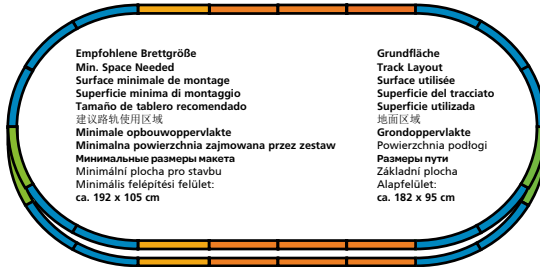 Empfohlene Brettgröße
Min. Space Needed
Surface minimale de montage
Superficie minima di montaggio
Tamaño de tablero recomendado
建议路轨使用区域
Minimale opbouwoppervlakte
Minimalna powierzchnia zajmowana przez zestaw
Минимальные размеры макета
Minimální plocha pro stavbu
Minimális felépítési felület:
ca. 192 x 105 cm
Grundfläche
Track Layout
Surface utilisée
Superficie del tracciato
Superficie utilizada
地面区域
Grondoppervlakte
Powierzchnia podłogi
Размеры пути
Základní plocha
Alapfelület:
ca. 182 x 95 cm